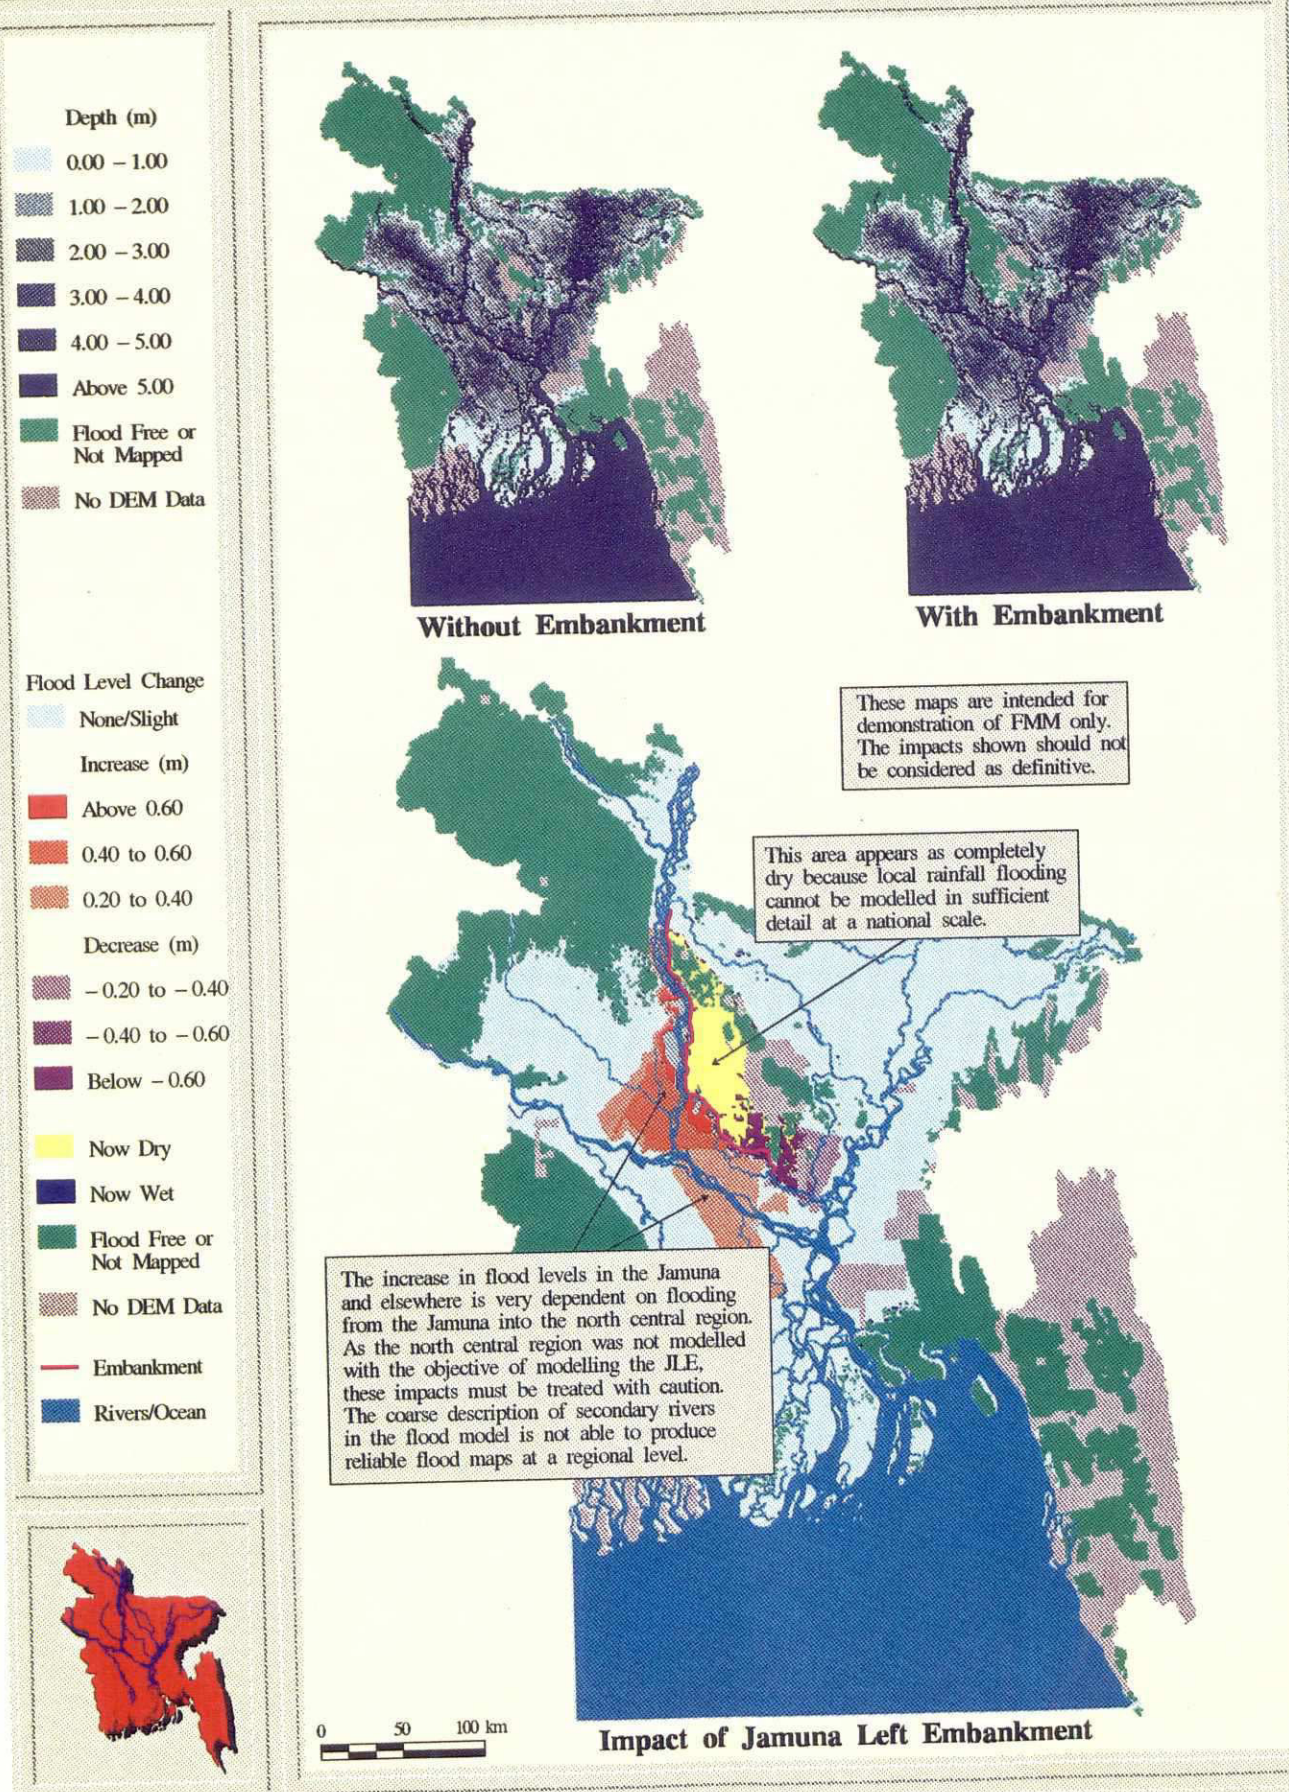 Depth (m)
0.00 – 1.00
1.00 – 2.00
2.00 – 3.00
3.00 – 4.00
4.00 – 5.00
Above 5.00
Flood Free or
Not Mapped
No DEM Data
Flood Level Change
None/Slight
Increase (m)
Above 0.60
0.40 to 0.60
0.20 to 0.40
Decrease (m)
– 0.20 to – 0.40
– 0.40 to – 0.60
Below – 0.60
Now Dry
Now Wet
Flood Free or
Not Mapped
No DEM Data
Embankment
Rivers/Ocean
Without Embankment
With Embankment
These maps are intended for
demonstration of FMM only.
The impacts shown should not
be considered as definitive.
This area appears as completely
dry because local rainfall flooding
cannot be modelled in sufficient
detail at a national scale.
The increase in flood levels in the Jamuna
and elsewhere is very dependent on flooding
from the Jamuna into the north central region.
As the north central region was not modelled
with the objective of modelling the JLE,
these impacts must be treated with caution.
The coarse description of secondary rivers
in the flood model is not able to produce
reliable flood maps at a regional level.
0 50 100 km
Impact of Jamuna Left Embankment